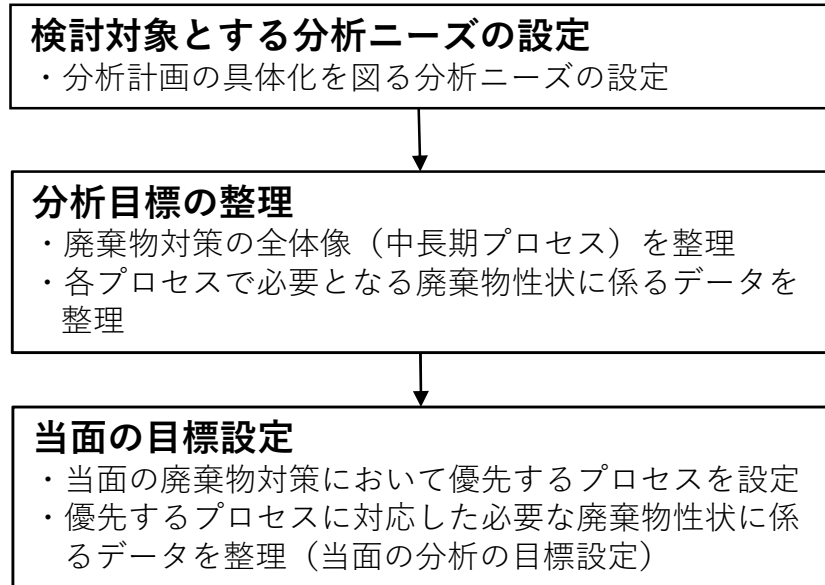 検討対象とする分析ニーズの設定
・分析計画の具体化を図る分析ニーズの設定
分析目標の整理
・廃棄物対策の全体像（中長期プロセス）を整理
・各プロセスで必要となる廃棄物性状に係るデータを
整理
当面の目標設定
・当面の廃棄物対策において優先するプロセスを設定
・優先するプロセスに対応した必要な廃棄物性状に係
るデータを整理（当面の分析の目標設定）